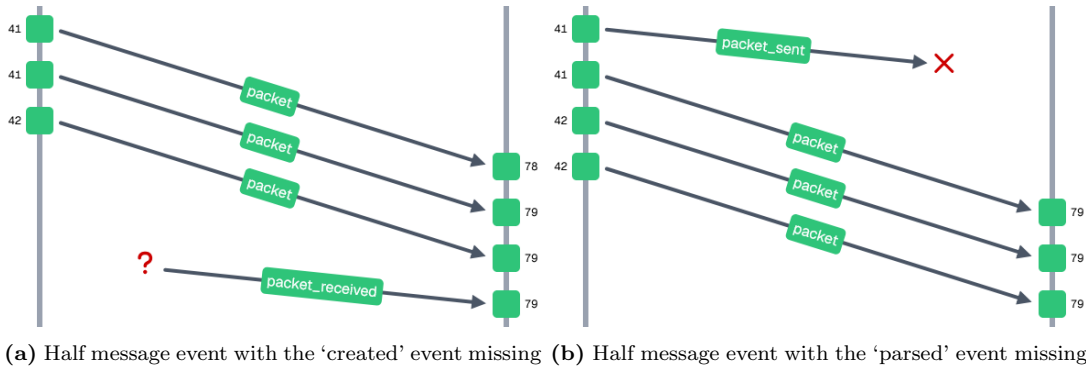 41
packet
41
packet
42
packet
78
79
79
?
packet_received
79
41
packet_sent
41
packet
42
packet
42
packet
79
79
79
(a) Half message event with the ‘created’ event missing
(b) Half message event with the ‘parsed’ event missing